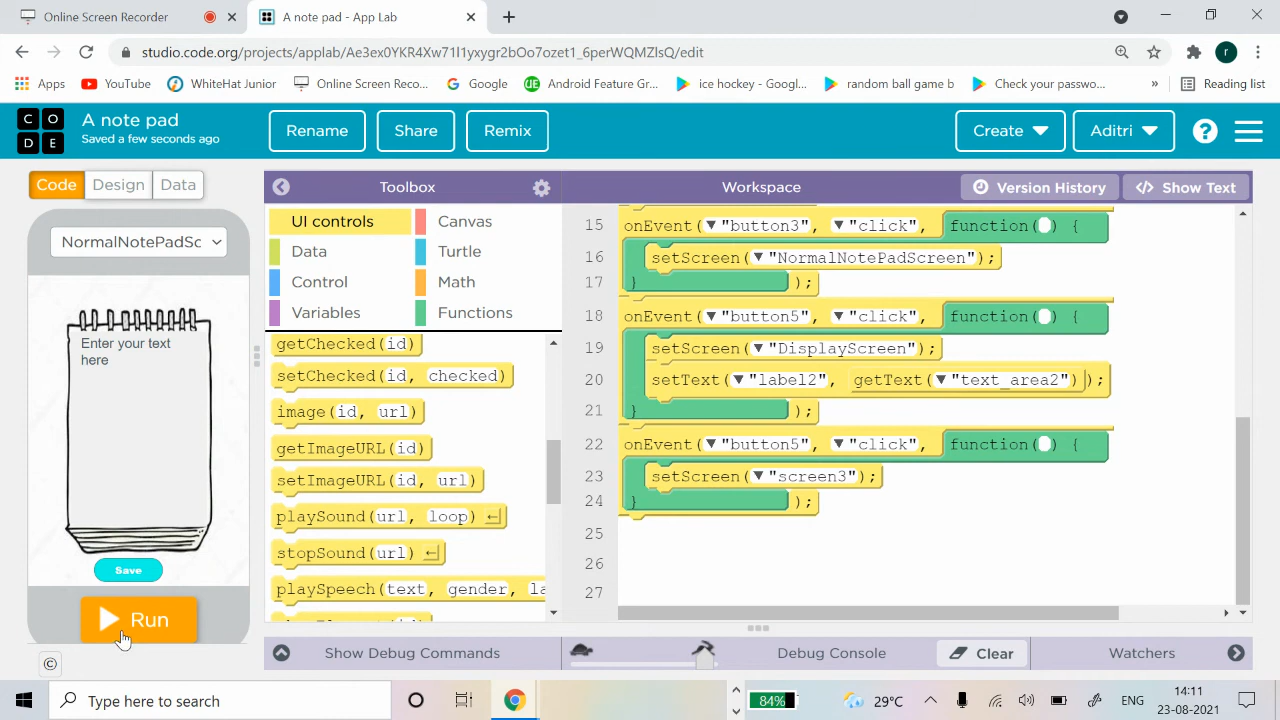 Online Screen Recorder
A note pad - App Lab
studio.code.org/projects/applab/Ae3ex0YKR4Xw71l1yxygr2bOo7ozet1_6perWQMZlsQ/edit
r
Apps YouTube WhiteHat Junior Online Screen Reco... Google Android Feature Gr... ice hockey - Googl... random ball game b Check your passwo... » Reading list
C O D E
A note pad
Saved a few seconds ago
Rename Share Remix Create Aditri ?
Code Design Data
Toolbox
Workspace
Version History
Show Text
NormalNotePadSc
Enter your text
here
Save
Run
UI controls Canvas
Data Turtle
Control Math
Variables Functions
getChecked(id)
setChecked(id, checked)
image(id, url)
getImageURL(id)
setImageURL(id, url)
playSound(url, loop)
stopSound(url)
playSpeech(text, gender, la
15 onEvent("button3", "click", function() {
16 setScreen("NormalNotePadScreen");
17 } );
18 onEvent("button5", "click", function() {
19 setScreen("DisplayScreen");
20 setText("label2", getText("text_area2") );
21 } );
22 onEvent("button5", "click", function() {
23 setScreen("screen3");
24 } );
25
26
27
©
Show Debug Commands Debug Console Clear Watchers
Type here to search
84% 29°C ENG
14:11
23-08-2021